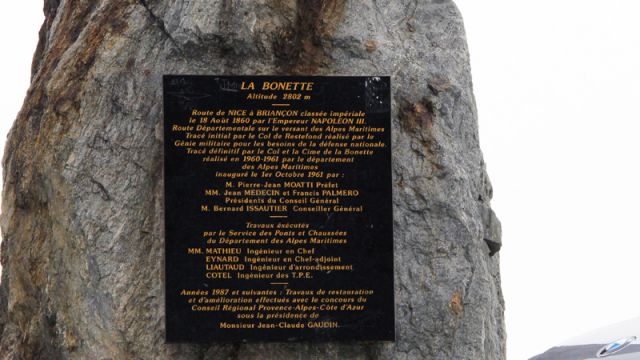 LA BONETTE
Altitude 2802 m
Route de NICE à BRIANÇON classée impériale
le 18 Août 1860 par l'Empereur NAPOLÉON III.
Route Départementale sur le versant des Alpes Maritimes
Tracé initial par le Col de Restefond réalisé par le
Génie militaire pour les besoins de la défense nationale.
Tracé définitif par le Col et la Cime de la Bonette
réalisé en 1960-1961 par le département
des Alpes Maritimes
inauguré le 1er Octobre 1961 par :
M. Pierre-Jean MOATTI Préfet
MM. Jean MEDECIN et Francis PALMERO
Présidents du Conseil Général
M. Bernard ISSAUTIER Conseiller Général
Travaux éxécutés
par le Service des Ponts et Chaussées
du Département des Alpes Maritimes
MM. MATHIEU Ingénieur en Chef
EYNARD Ingénieur en Chef-adjoint
LIAUTAUD Ingénieur d'arrondissement
COTEL Ingénieur des T.P.E.
Années 1987 et suivantes : Travaux de restauration
et d'amélioration effectués avec le concours du
Conseil Régional Provence-Alpes-Côte d'Azur
sous la présidence de
Monsieur Jean-Claude GAUDIN.